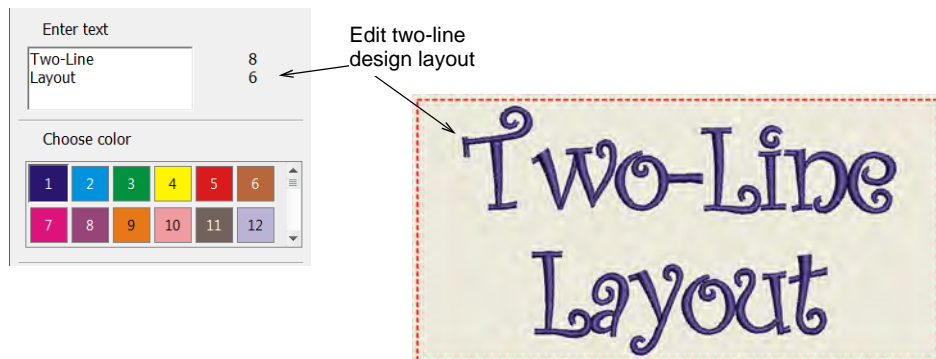 Enter text
Two-Line 8
Layout 6
Edit two-line
design layout
Choose color
1 2 3 4 5 6
7 8 9 10 11 12
Two-Line
Layout